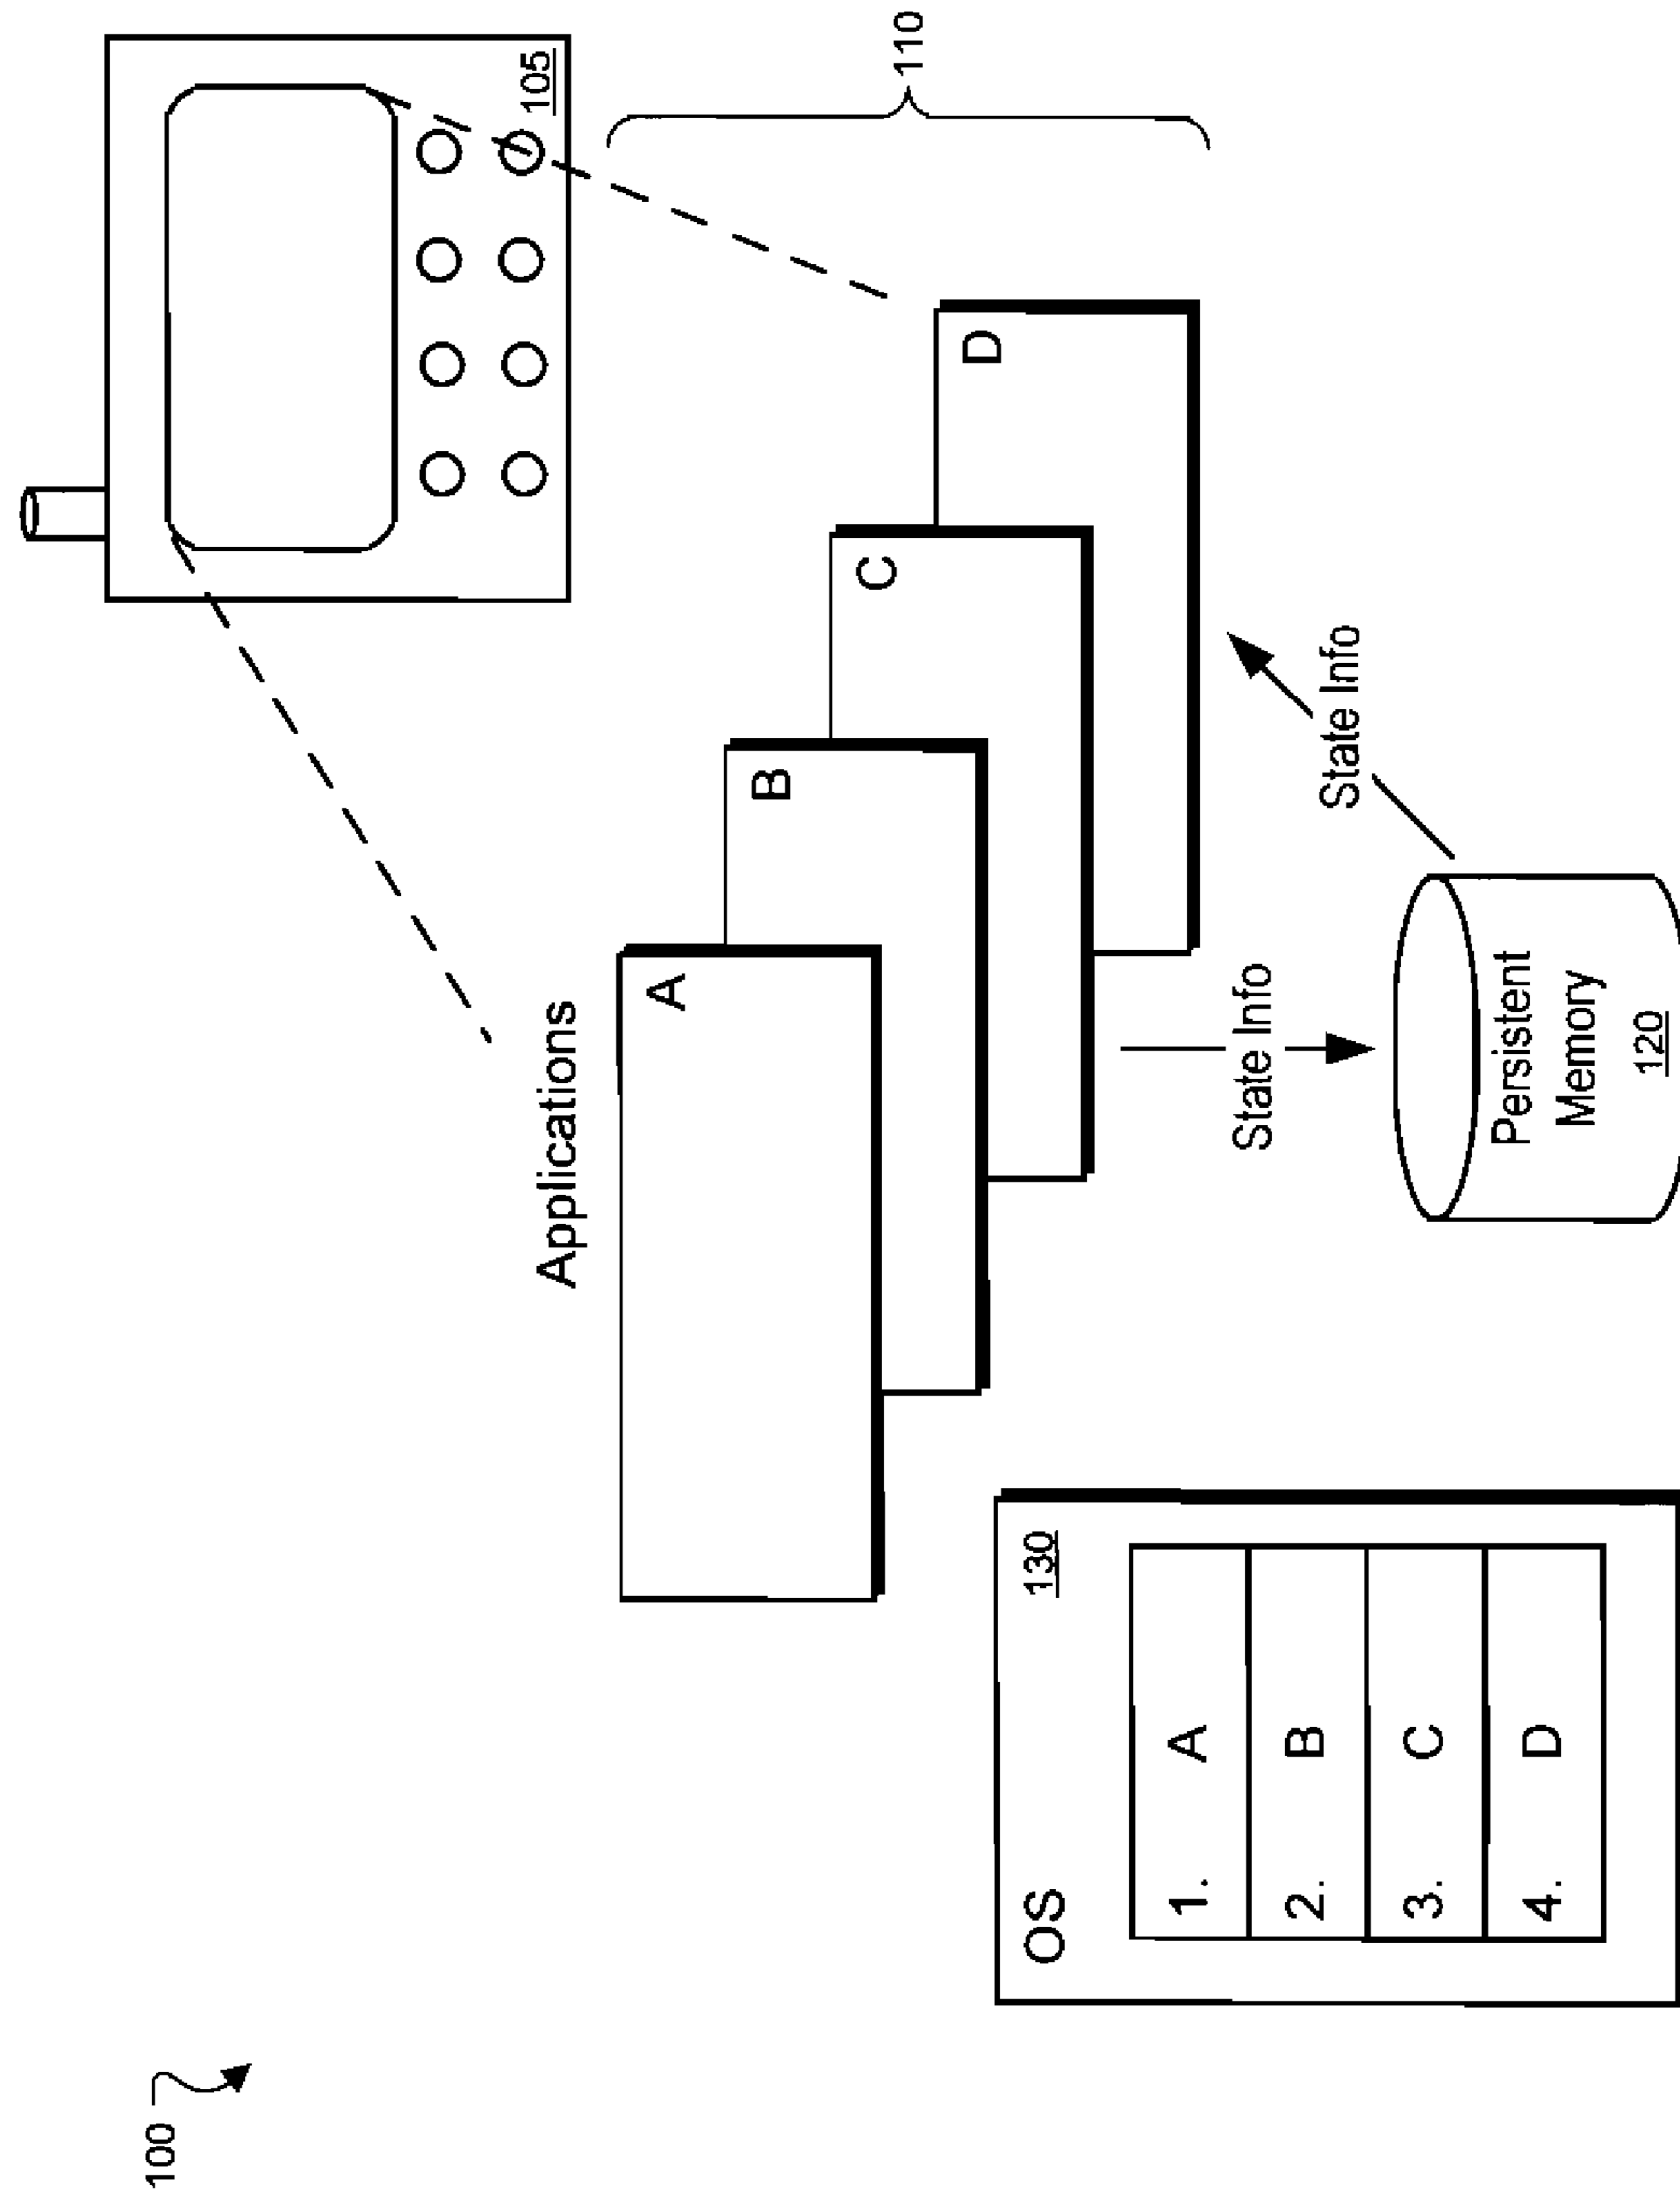 100
105
110
Applications
A
B
C
D
OS
130
1. A
2. B
3. C
4. D
State Info
State Info
Persistent
Memory
120